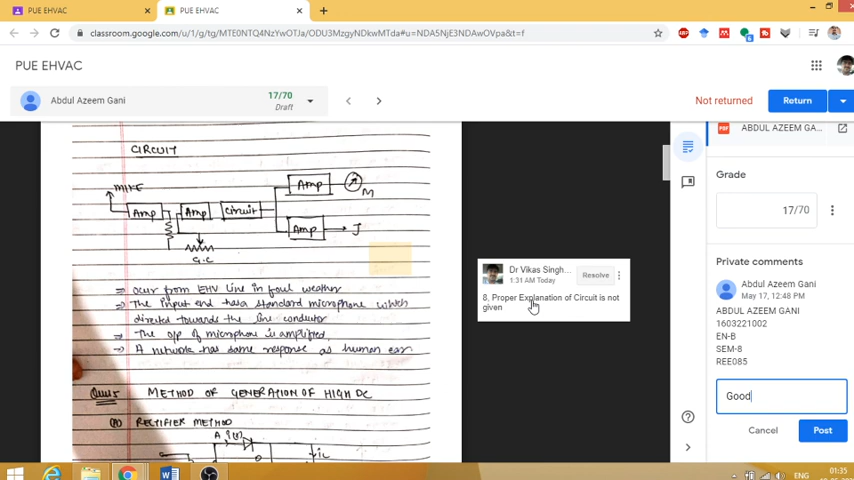 PUE EHVAC
PUE EHVAC
classroom.google.com/u/1/g/tg/MTE0NTQ4NzYwOTJa/ODU3MzgyNDkwMTda#u=NDA5NjE3NDAwOVpa&t=f
PUE EHVAC
Abdul Azeem Gani
17/70
Draft
Not returned
Return
CIRCUIT
MIKE
Amp
Amp
Circuit
Amp
M
Amp
J
G.C
⇒ occur from EHV Line in foul weather
⇒ The input end has a standard microphone which
directed towards the line conductor
⇒ The o/p of microphone is amplified.
⇒ A network has same response as human ear
Ques5 METHOD OF GENERATION OF HIGH DC
(A) RECTIFIER METHOD
A
Dr Vikas Singh...
1:31 AM Today
Resolve
8, Proper Explanation of Circuit is not
given
PDF
ABDUL AZEEM GA...
Grade
17/70
Private comments
Abdul Azeem Gani
May 17, 12:48 PM
ABDUL AZEEM GANI
1603221002
EN-B
SEM-8
REE085
Good
Cancel
Post
ENG
01:35